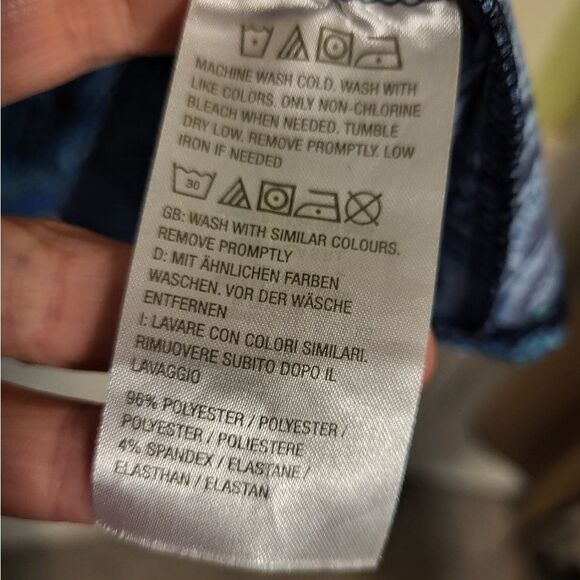 MACHINE WASH COLD. WASH WITH
LIKE COLORS. ONLY NON-CHLORINE
BLEACH WHEN NEEDED. TUMBLE
DRY LOW. REMOVE PROMPTLY. LOW
IRON IF NEEDED
30
GB: WASH WITH SIMILAR COLOURS.
REMOVE PROMPTLY
D: MIT ÄHNLICHEN FARBEN
WASCHEN. VOR DER WÄSCHE
ENTFERNEN
I: LAVARE CON COLORI SIMILARI.
RIMUOVERE SUBITO DOPO IL
LAVAGGIO
96% POLYESTER / POLYESTER /
POLYESTER / POLIESTERE
4% SPANDEX / ELASTANE /
ELASTHAN / ELASTAN